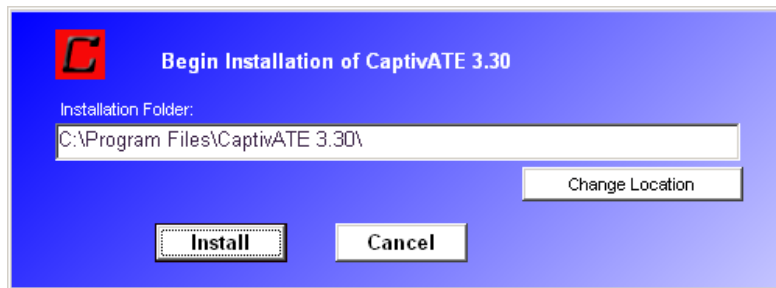 C
Begin Installation of CaptivATE 3.30
Installation Folder:
C:\Program Files\CaptivATE 3.30\
Change Location
Install
Cancel